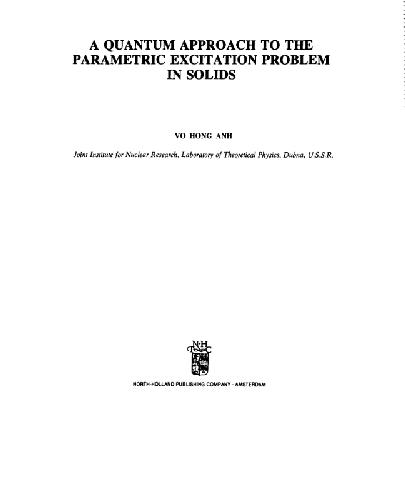 A QUANTUM APPROACH TO THE
PARAMETRIC EXCITATION PROBLEM
IN SOLIDS
VO HONG ANH
Joint Institute for Nuclear Research, Laboratory of Theoretical Physics, Dubna, U.S.S.R.
N·H
NORTH-HOLLAND PUBLISHING COMPANY - AMSTERDAM